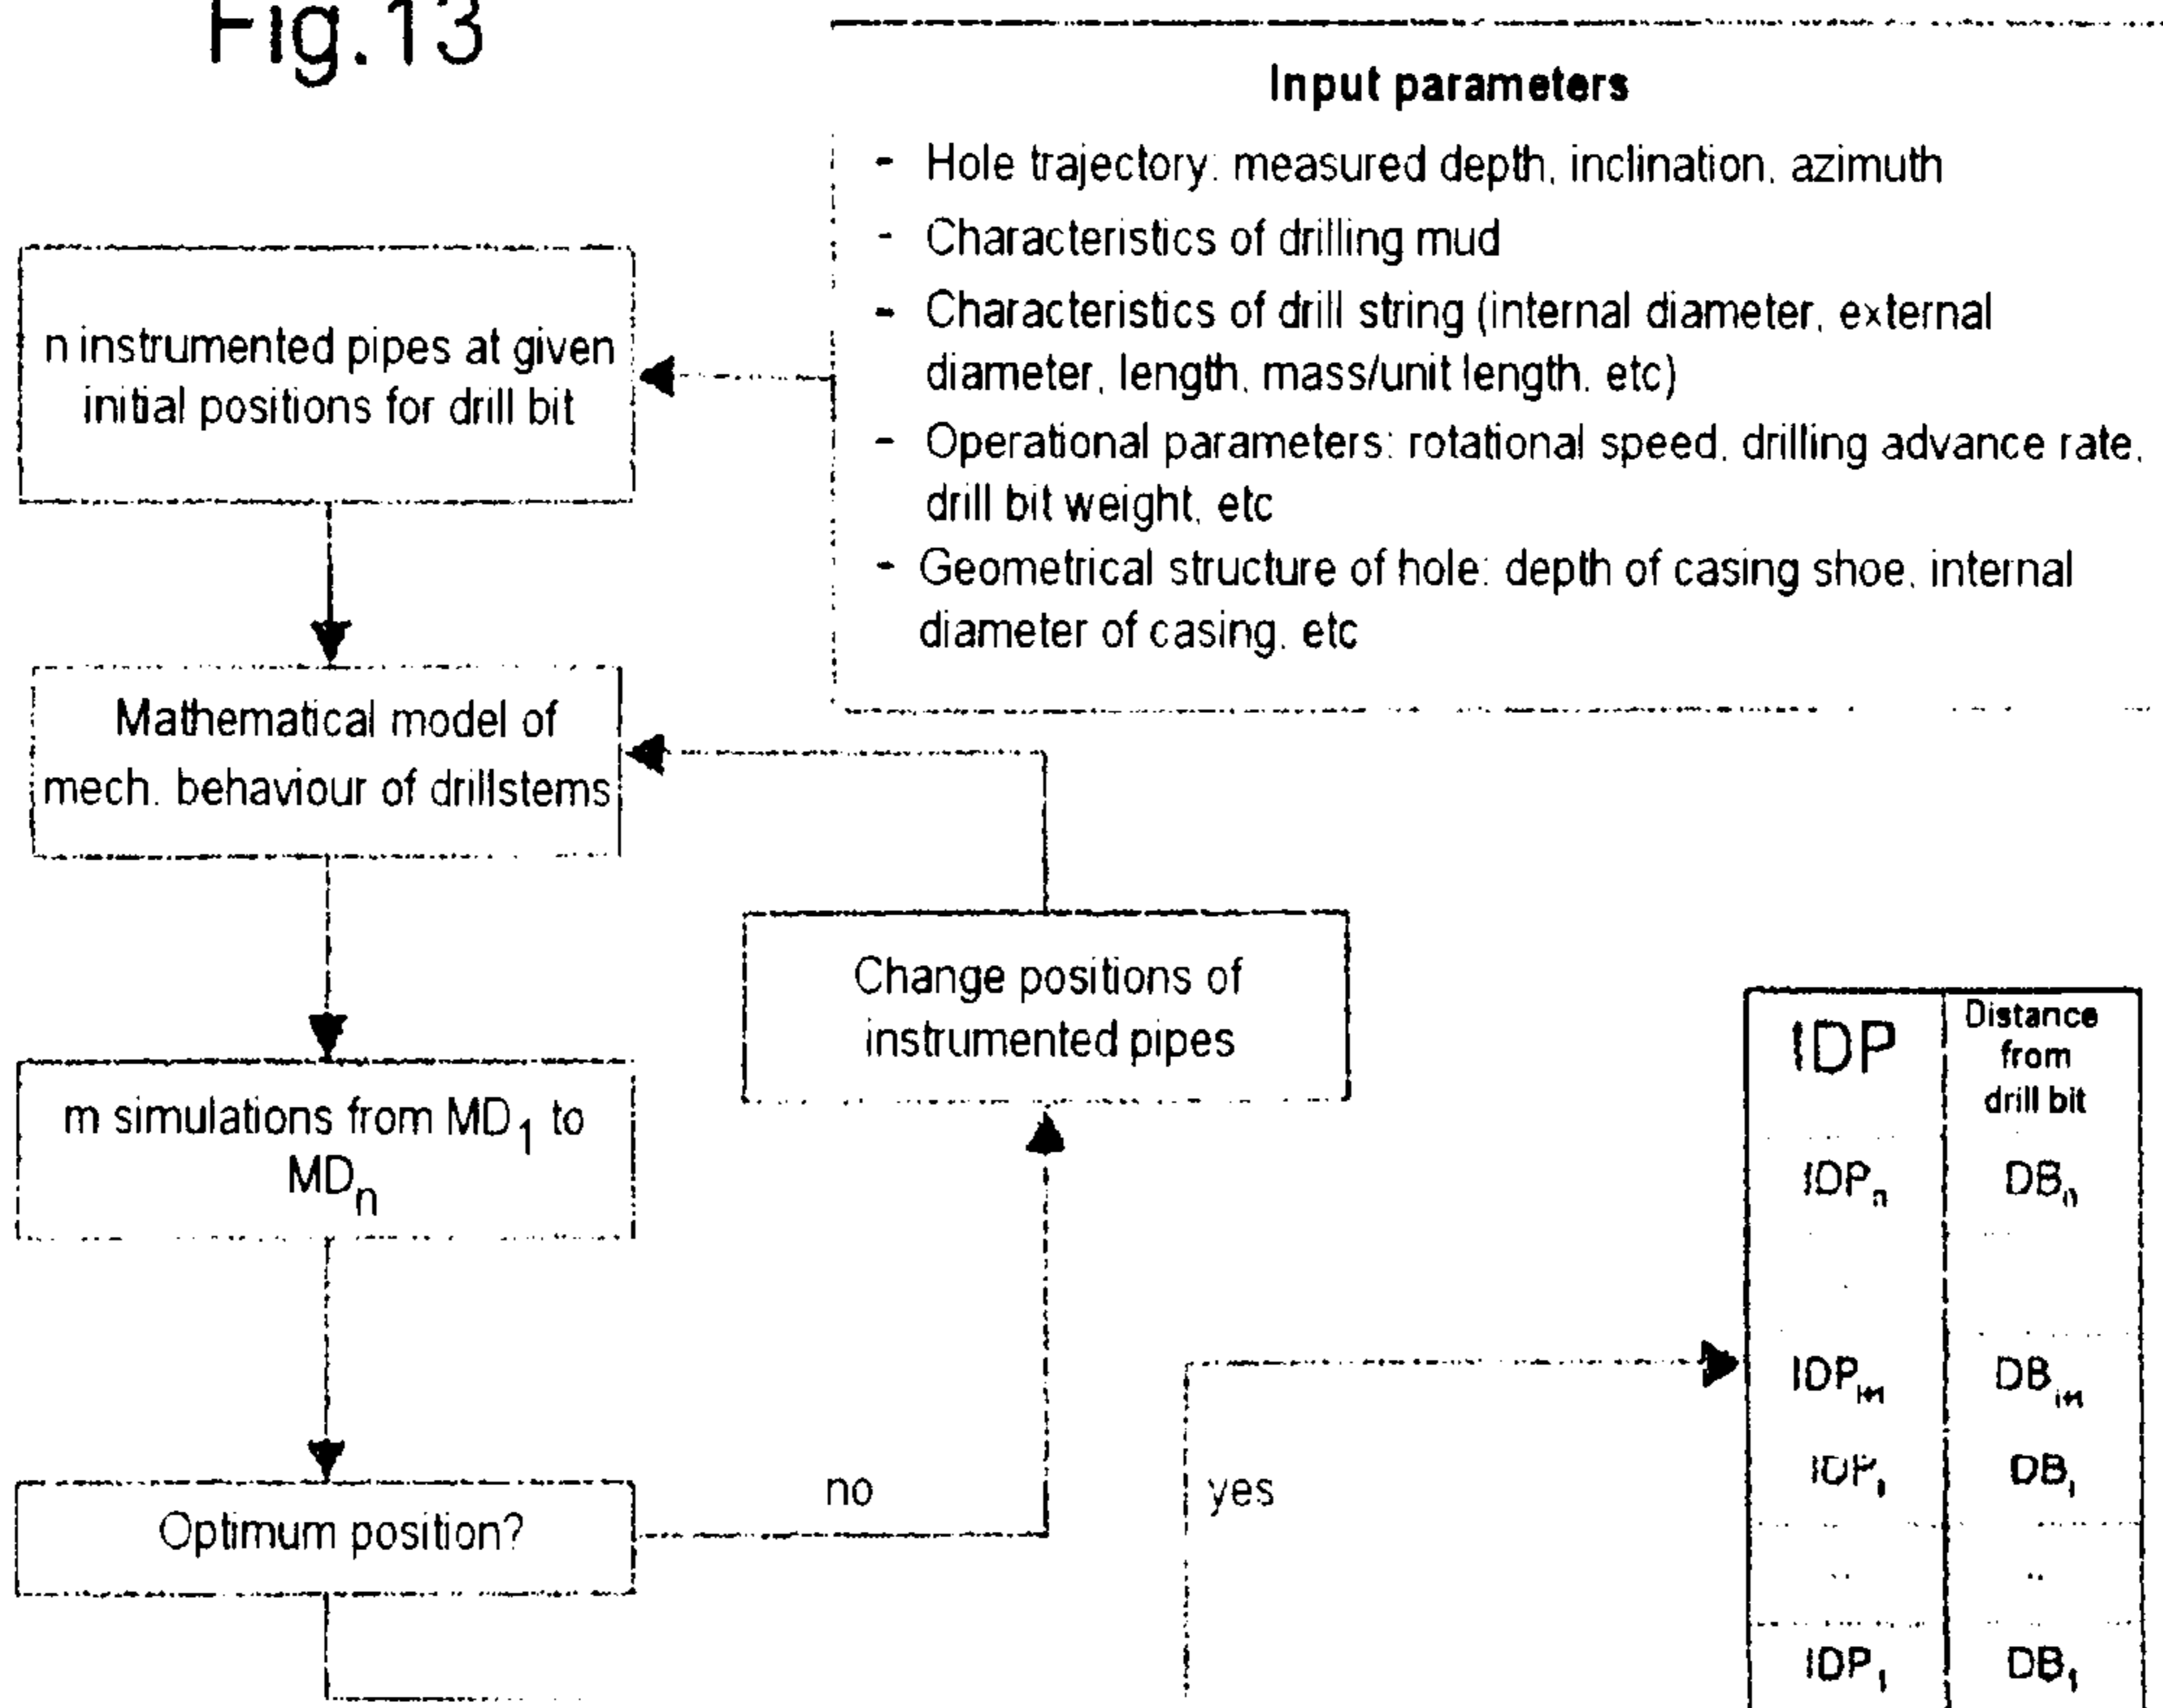 Fig.13
Input parameters
- Hole trajectory: measured depth, inclination, azimuth
- Characteristics of drilling mud
- Characteristics of drill string (internal diameter, external
diameter, length, mass/unit length, etc)
- Operational parameters: rotational speed, drilling advance rate,
drill bit weight, etc
- Geometrical structure of hole: depth of casing shoe, internal
diameter of casing, etc
n instrumented pipes at given
initial positions for drill bit
Mathematical model of
mech. behaviour of drillstems
m simulations from MD1 to
MDn
Change positions of
instrumented pipes
Optimum position?
no
yes
IDP
Distance
from
drill bit
IDPn DBn
IDPi+1 DBi+1
IDPi DBi
.. ..
IDP1 DB1